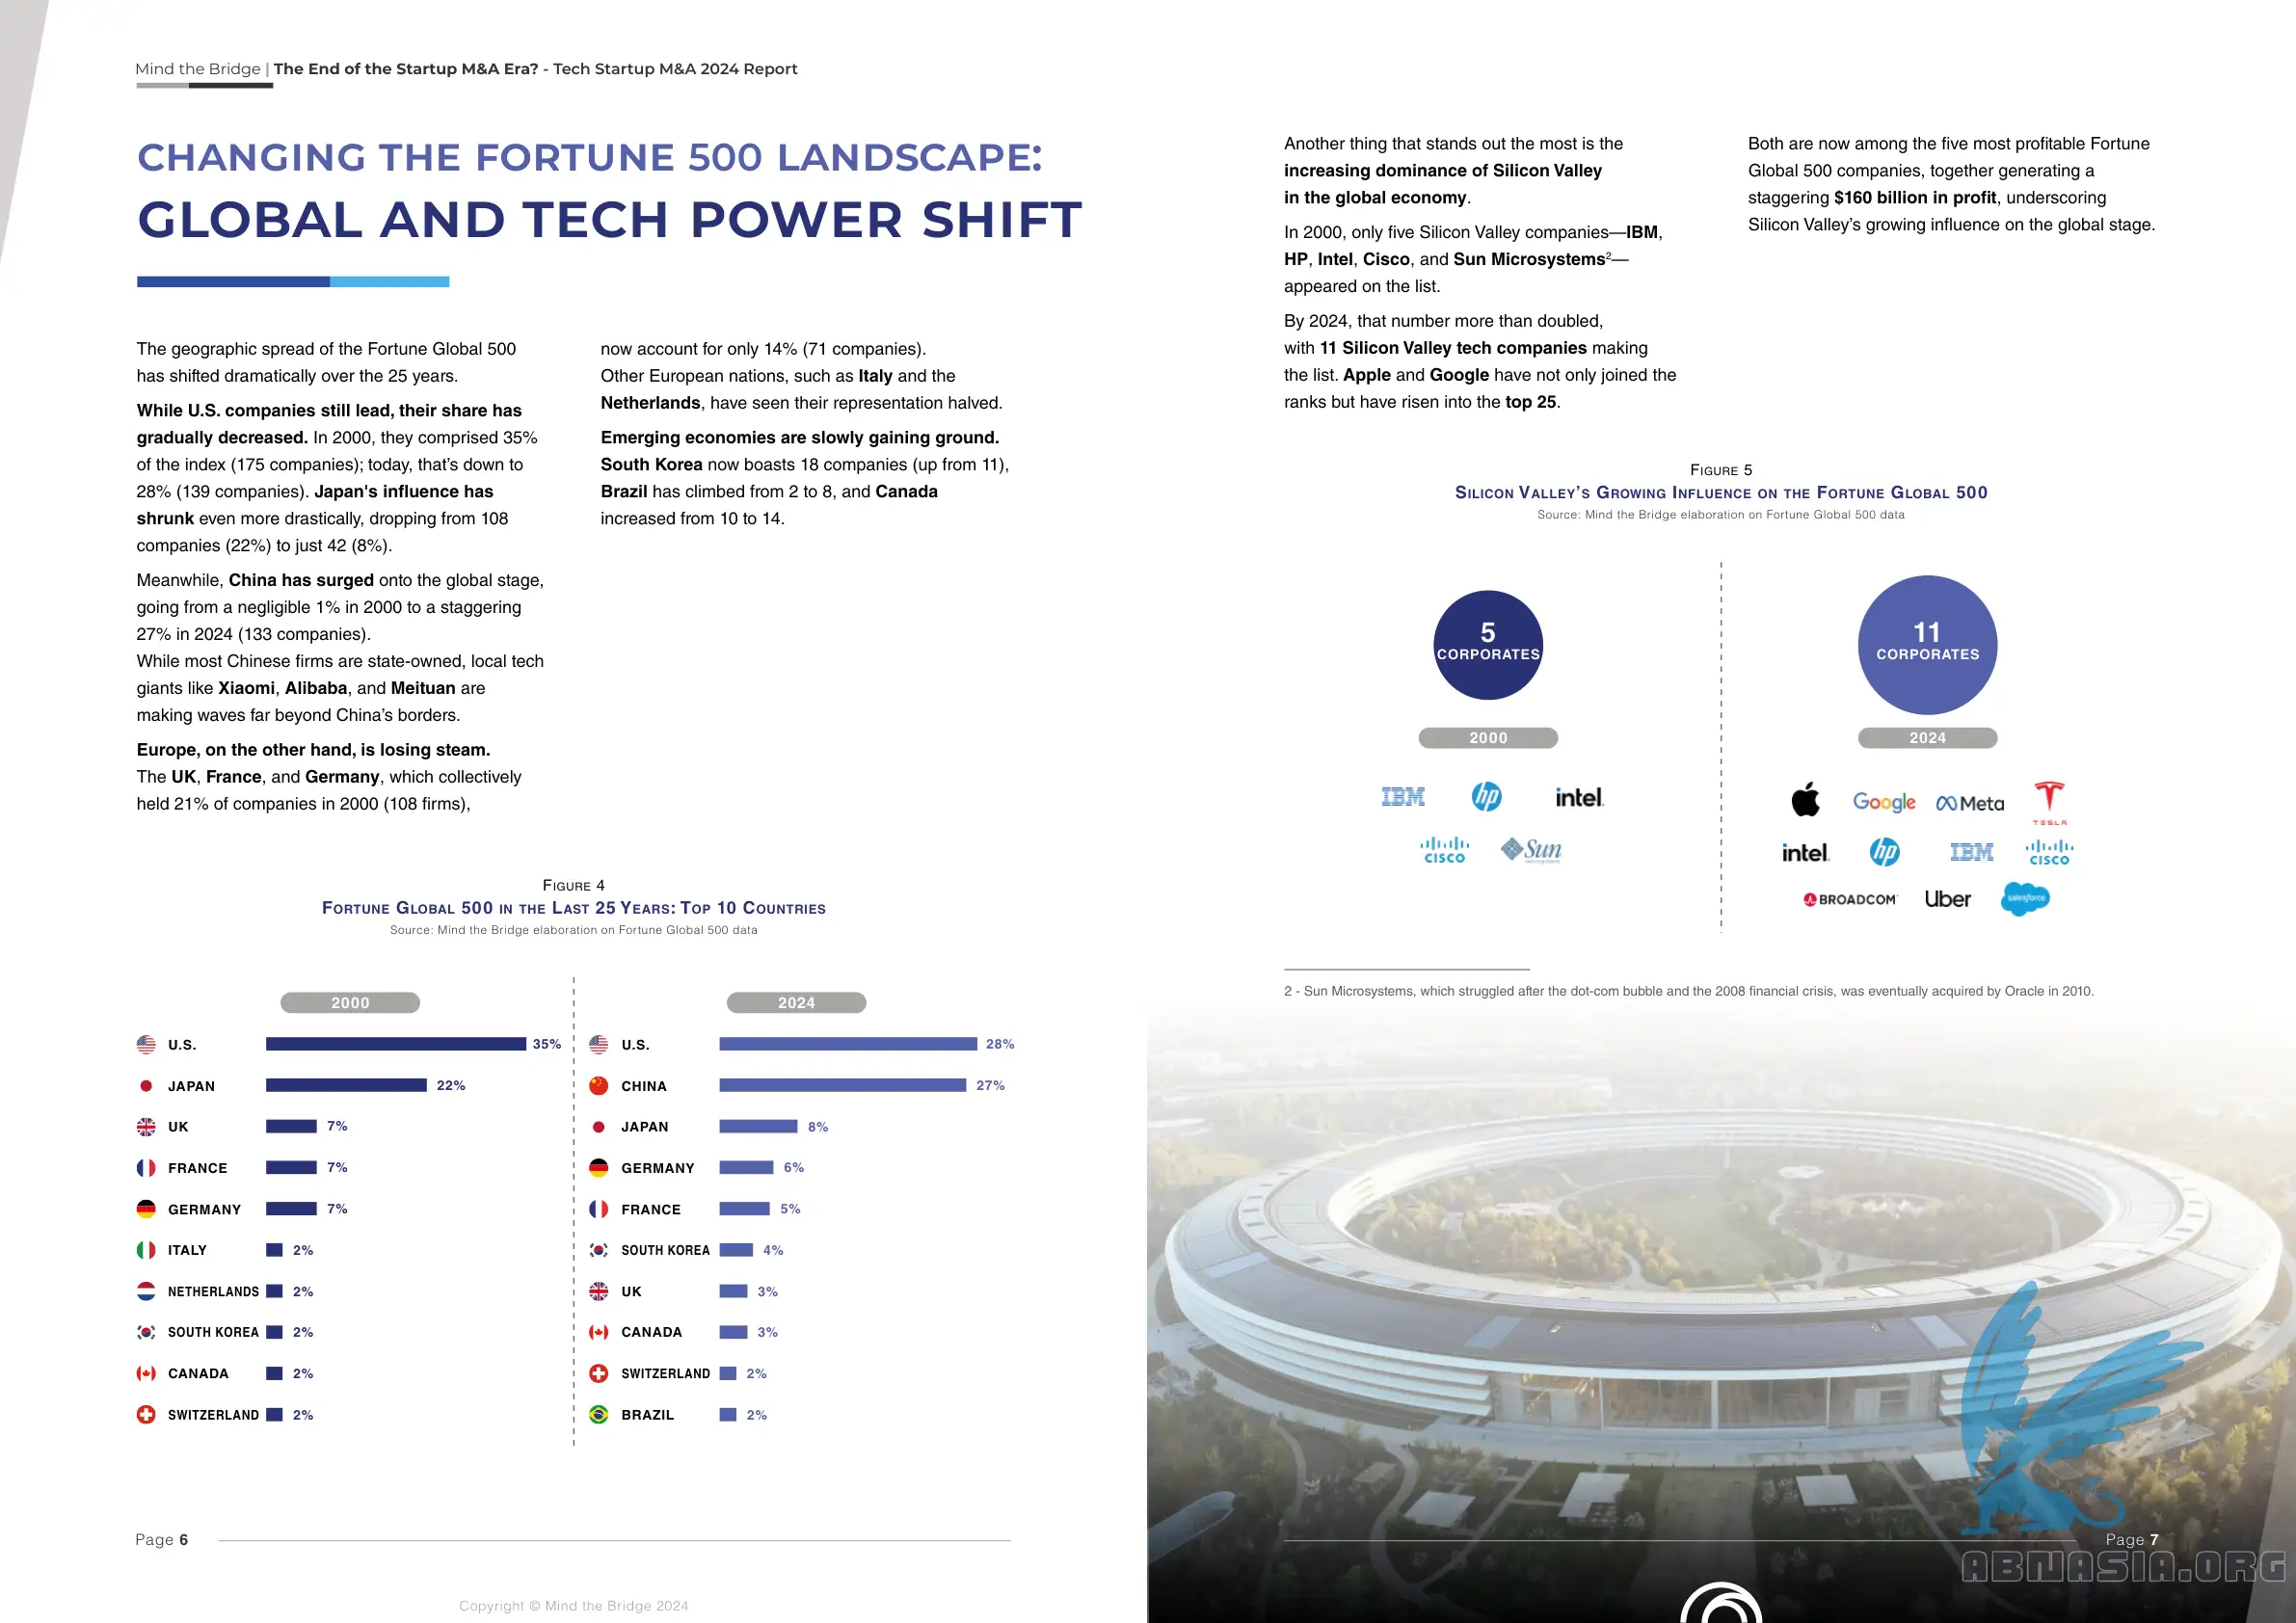 Mind the Bridge | The End of the Startup M&A Era? - Tech Startup M&A 2024 Report
CHANGING THE FORTUNE 500 LANDSCAPE:
GLOBAL AND TECH POWER SHIFT
The geographic spread of the Fortune Global 500
has shifted dramatically over the 25 years.
While U.S. companies still lead, their share has
gradually decreased. In 2000, they comprised 35%
of the index (175 companies); today, that's down to
28% (139 companies). Japan's influence has
shrunk even more drastically, dropping from 108
companies (22%) to just 42 (8%).
Meanwhile, China has surged onto the global stage,
going from a negligible 1% in 2000 to a staggering
27% in 2024 (133 companies).
While most Chinese firms are state-owned, local tech
giants like Xiaomi, Alibaba, and Meituan are
making waves far beyond China's borders.
Europe, on the other hand, is losing steam.
The UK, France, and Germany, which collectively
held 21% of companies in 2000 (108 firms),
now account for only 14% (71 companies).
Other European nations, such as Italy and the
Netherlands, have seen their representation halved.
Emerging economies are slowly gaining ground.
South Korea now boasts 18 companies (up from 11),
Brazil has climbed from 2 to 8, and Canada
increased from 10 to 14.
FIGURE 4
FORTUNE GLOBAL 500 IN THE LAST 25 YEARS: TOP 10 COUNTRIES
Source: Mind the Bridge elaboration on Fortune Global 500 data
2000
U.S. 35%
JAPAN 22%
UK 7%
FRANCE 7%
GERMANY 7%
ITALY 2%
NETHERLANDS 2%
SOUTH KOREA 2%
CANADA 2%
SWITZERLAND 2%
2024
U.S. 28%
CHINA 27%
JAPAN 8%
GERMANY 6%
FRANCE 5%
SOUTH KOREA 4%
UK 3%
CANADA 3%
SWITZERLAND 2%
BRAZIL 2%
Page 6
Copyright © Mind the Bridge 2024
Another thing that stands out the most is the
increasing dominance of Silicon Valley
in the global economy.
In 2000, only five Silicon Valley companies—IBM,
HP, Intel, Cisco, and Sun Microsystems2—
appeared on the list.
By 2024, that number more than doubled,
with 11 Silicon Valley tech companies making
the list. Apple and Google have not only joined the
ranks but have risen into the top 25.
Both are now among the five most profitable Fortune
Global 500 companies, together generating a
staggering $160 billion in profit, underscoring
Silicon Valley's growing influence on the global stage.
FIGURE 5
SILICON VALLEY'S GROWING INFLUENCE ON THE FORTUNE GLOBAL 500
Source: Mind the Bridge elaboration on Fortune Global 500 data
5
CORPORATES
2000
IBM hp intel.
CISCO Sun microsystems
11
CORPORATES
2024
Google Meta TESLA
intel. hp IBM CISCO
BROADCOM Uber salesforce
2 - Sun Microsystems, which struggled after the dot-com bubble and the 2008 financial crisis, was eventually acquired by Oracle in 2010.
Page 7
ABNASIA.ORG